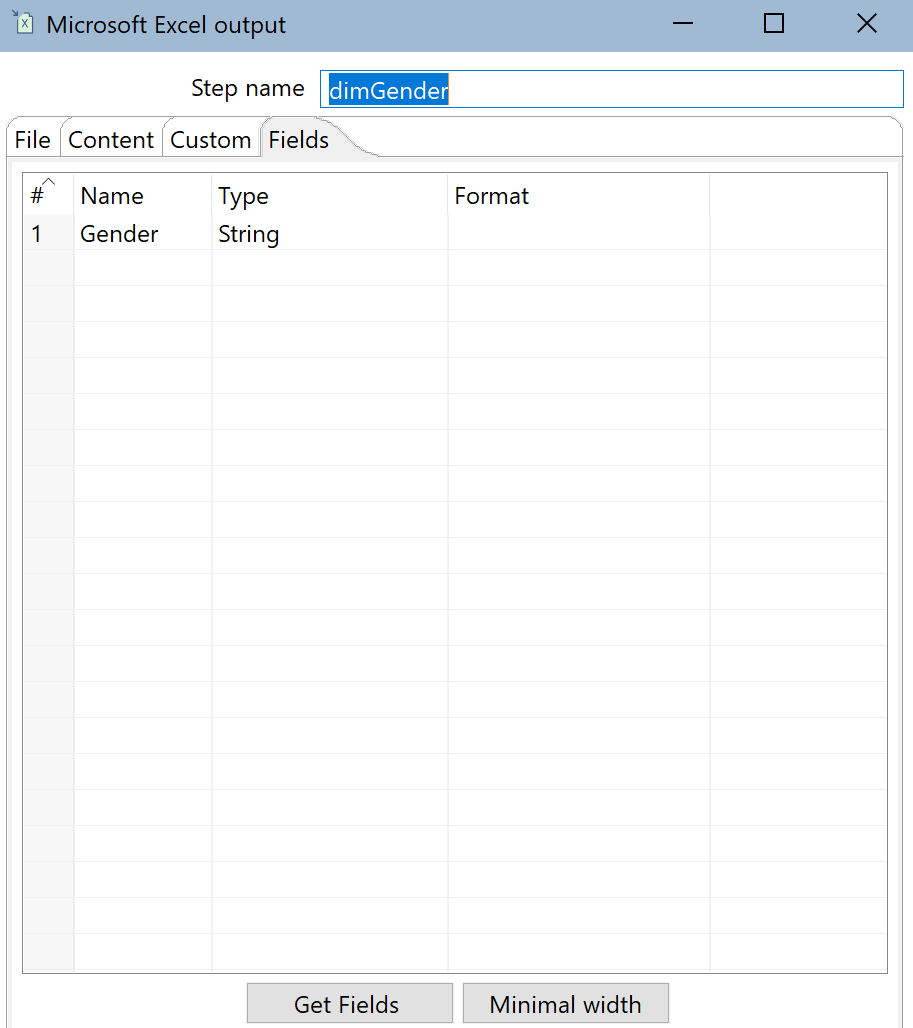 Microsoft Excel output
Step name dimGender
File Content Custom Fields
# Name Type Format
1 Gender String
Get Fields Minimal width